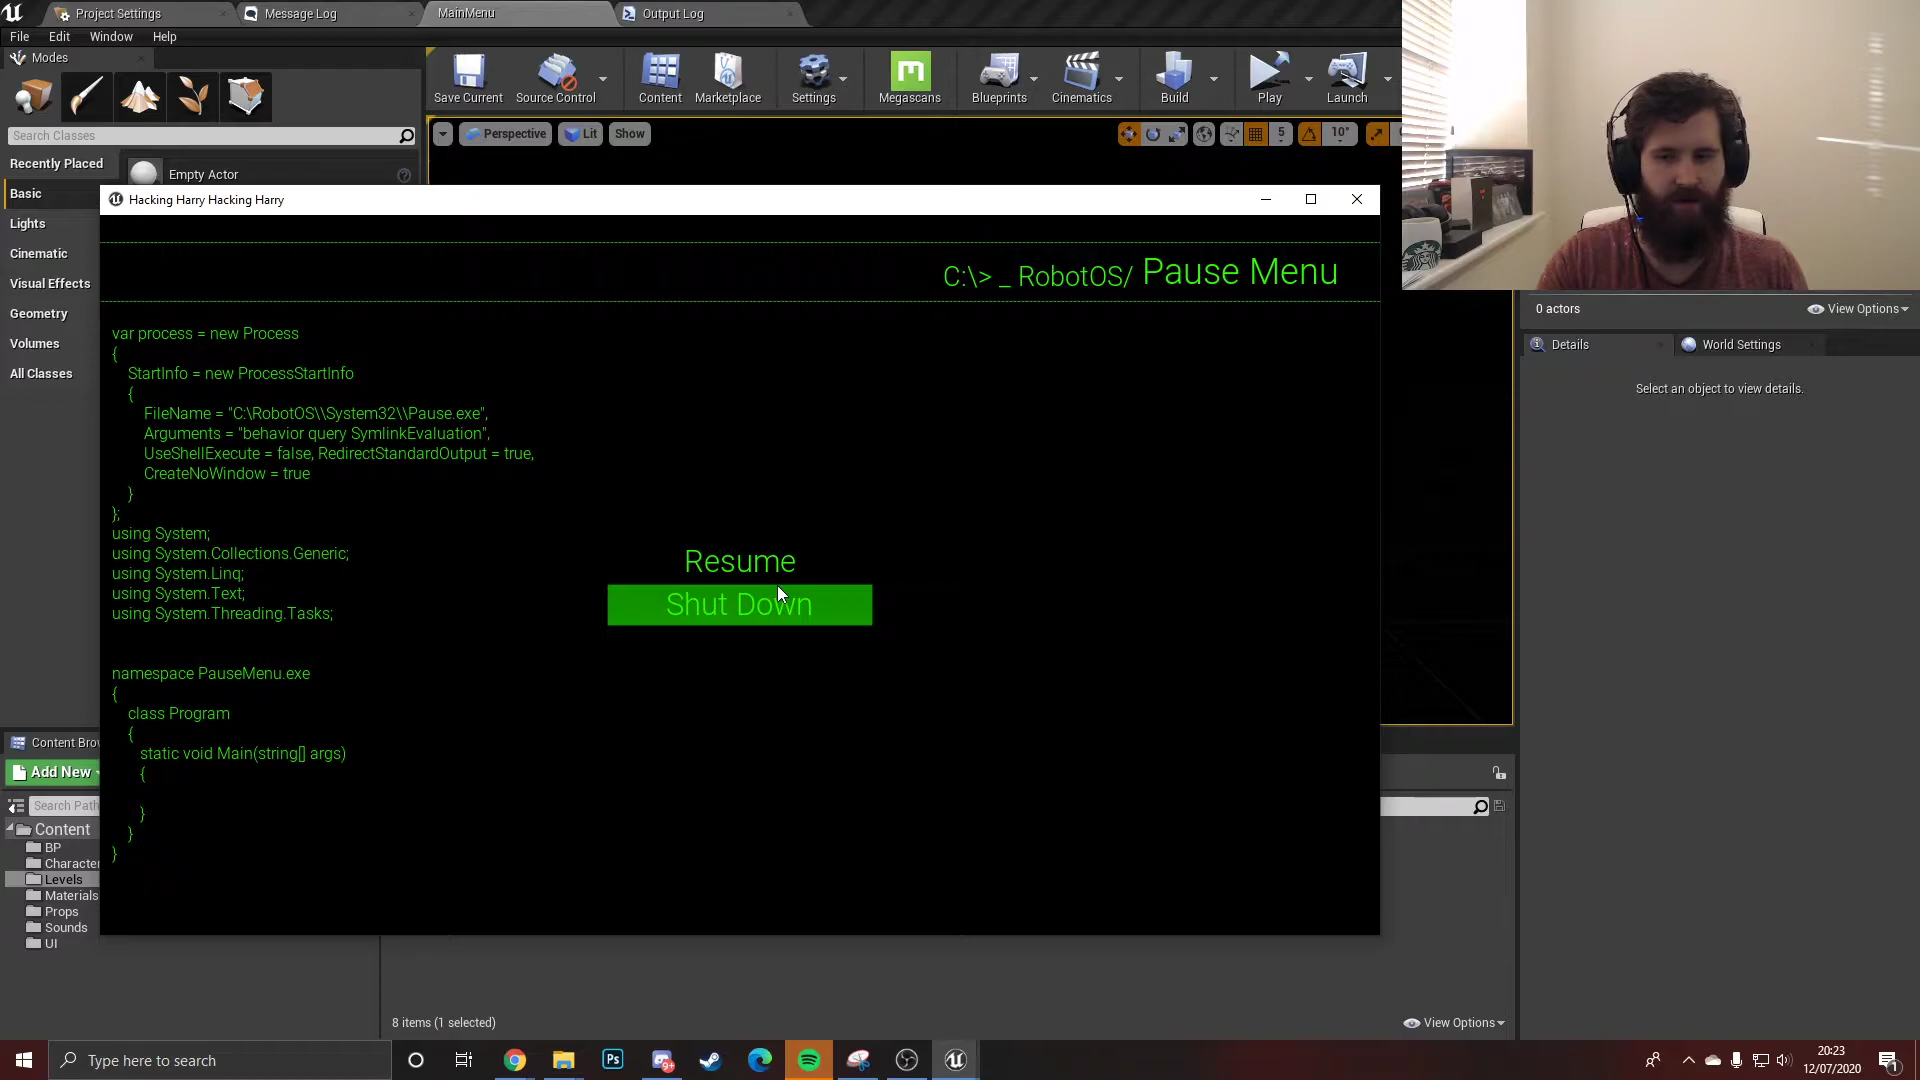 Project Settings
Message Log
MainMenu
Output Log
File
Edit
Window
Help
Modes
Save Current
Source Control
Content
Marketplace
Settings
Megascans
Blueprints
Cinematics
Build
Play
Launch
Search Classes
Perspective
Lit
Show
5
10°
Recently Placed
Basic
Lights
Cinematic
Visual Effects
Geometry
Volumes
All Classes
Empty Actor
Hacking Harry Hacking Harry
C:\> _ RobotOS/ Pause Menu
var process = new Process
{
StartInfo = new ProcessStartInfo
{
FileName = "C:\RobotOS\\System32\\Pause.exe",
Arguments = "behavior query SymlinkEvaluation",
UseShellExecute = false, RedirectStandardOutput = true,
CreateNoWindow = true
}
};
using System;
using System.Collections.Generic;
using System.Linq;
using System.Text;
using System.Threading.Tasks;
namespace PauseMenu.exe
{
class Program
{
static void Main(string[] args)
{
}
}
}
Resume
Shut Down
0 actors
View Options
Details
World Settings
Select an object to view details.
Content Brow
Add New
Search Path
Content
BP
Character
Levels
Materials
Props
Sounds
UI
8 items (1 selected)
View Options
Type here to search
20:23
12/07/2020